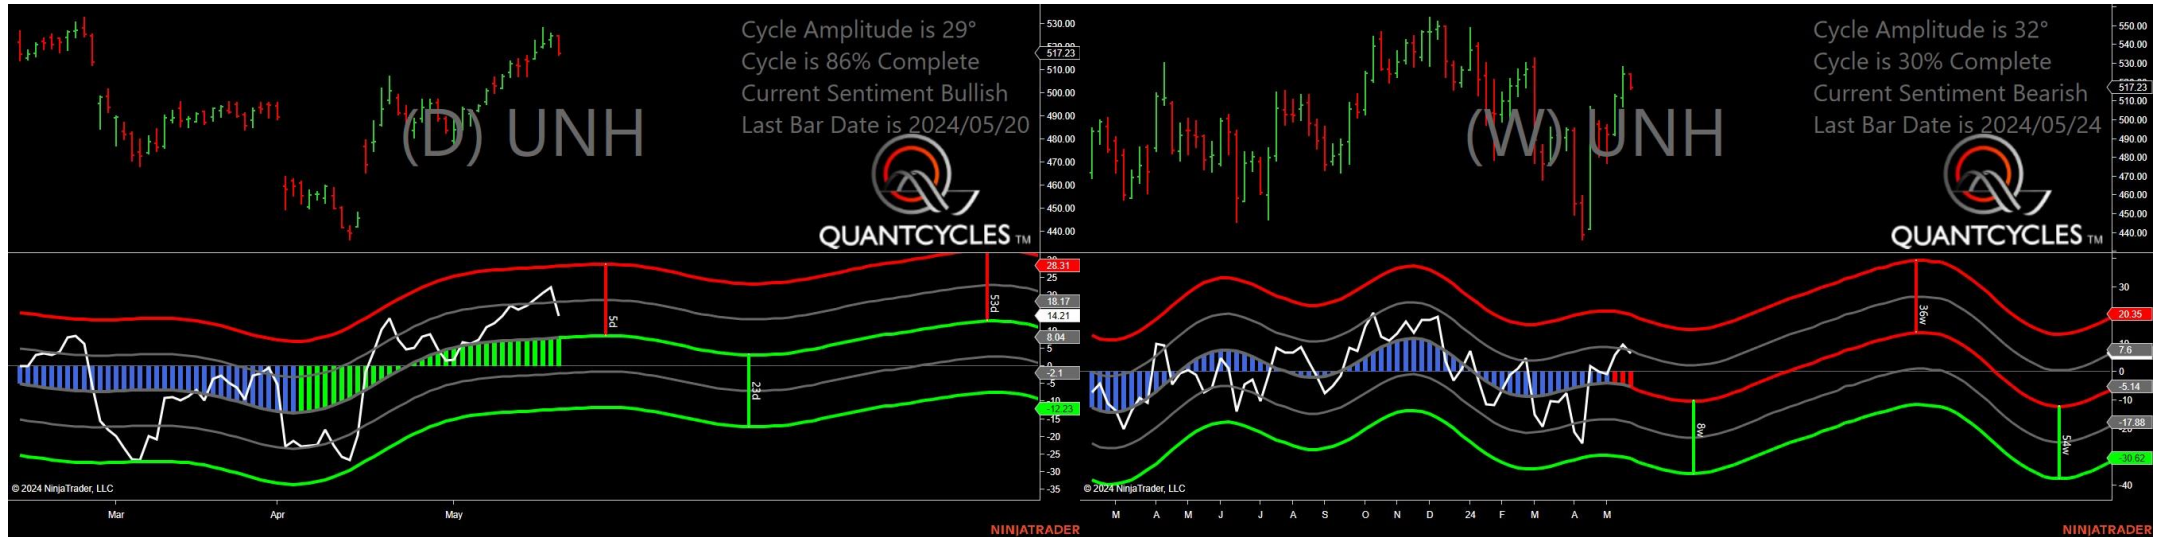 Cycle Amplitude is 29°
Cycle is 86% Complete
Current Sentiment Bullish
Last Bar Date is 2024/05/20
(D) UNH
QUANTCYCLES TM
530.00
517.23
510.00
500.00
490.00
480.00
470.00
460.00
450.00
440.00
28.31
25
18.17
14.21
8.04
5
0
-2.1
-5
-10
-12.23
-15
-20
-25
-30
-35
5d
23d
53d
© 2024 NinjaTrader, LLC
Mar
Apr
May
NINJATRADER
Cycle Amplitude is 32°
Cycle is 30% Complete
Current Sentiment Bearish
Last Bar Date is 2024/05/24
(W) UNH
QUANTCYCLES TM
550.00
540.00
530.00
517.23
510.00
500.00
490.00
480.00
470.00
460.00
450.00
440.00
30
20.35
7.6
0
-5.14
-10
-17.88
-30.62
-40
8w
36w
54w
© 2024 NinjaTrader, LLC
M A M J J A S O N D 24 F M A M
NINJATRADER